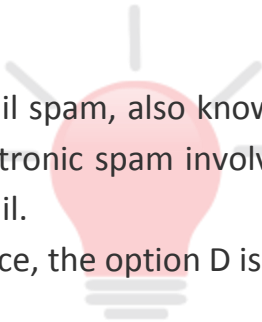 il spam, also know
tronic spam involv
il.
ce, the option D is